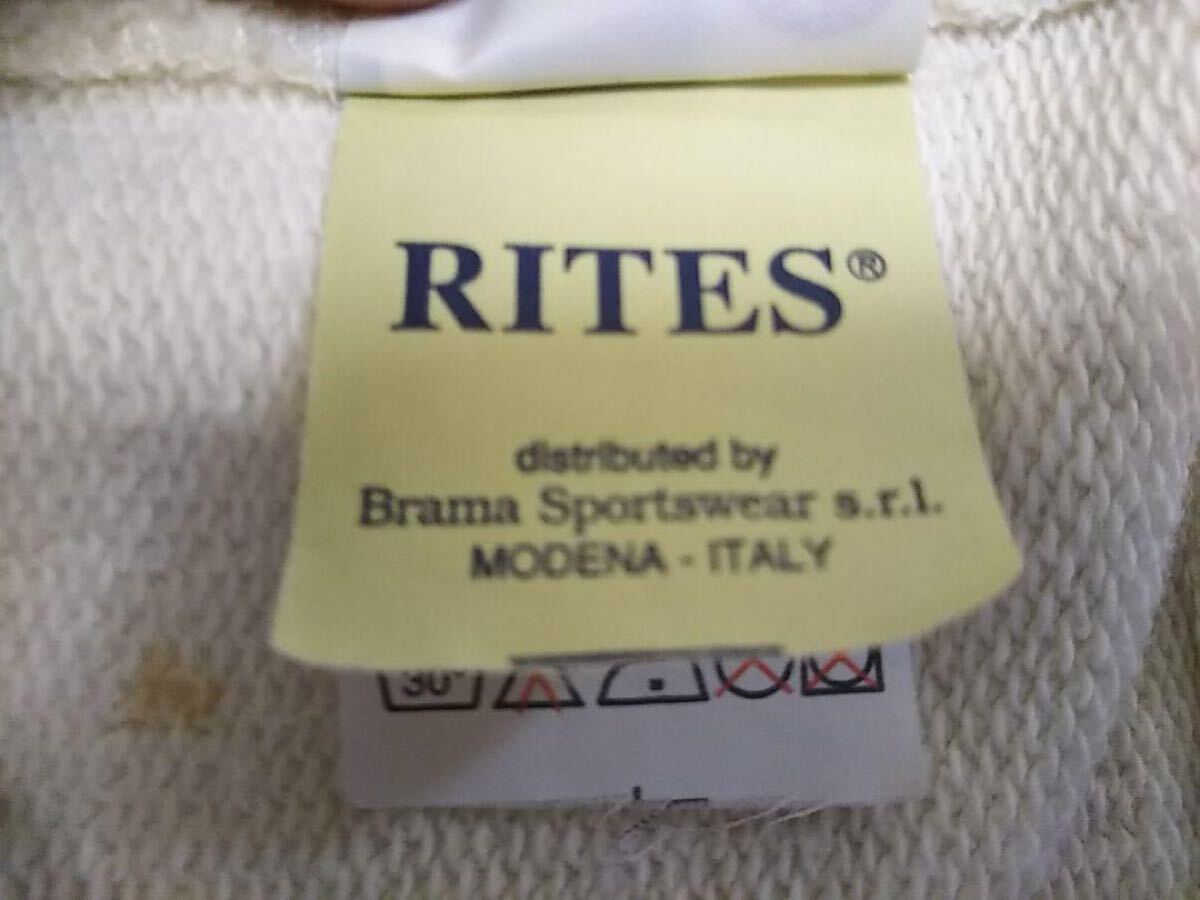 RITES®
distributed by
Brama Sportswear s.r.l.
MODENA - ITALY
30°